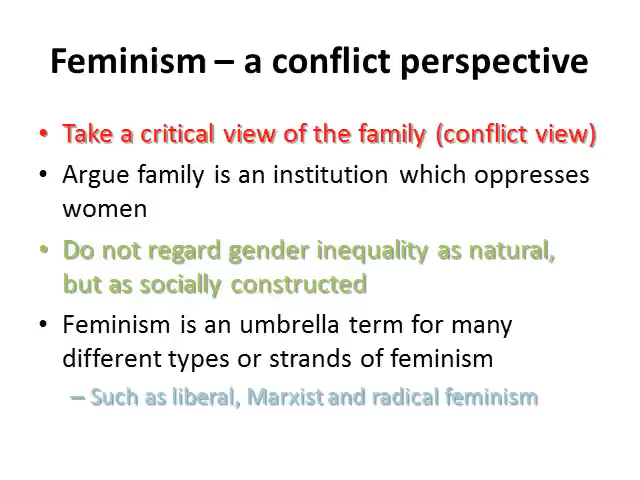 Feminism – a conflict perspective
• Take a critical view of the family (conflict view)
• Argue family is an institution which oppresses
women
• Do not regard gender inequality as natural,
but as socially constructed
• Feminism is an umbrella term for many
different types or strands of feminism
– Such as liberal, Marxist and radical feminism